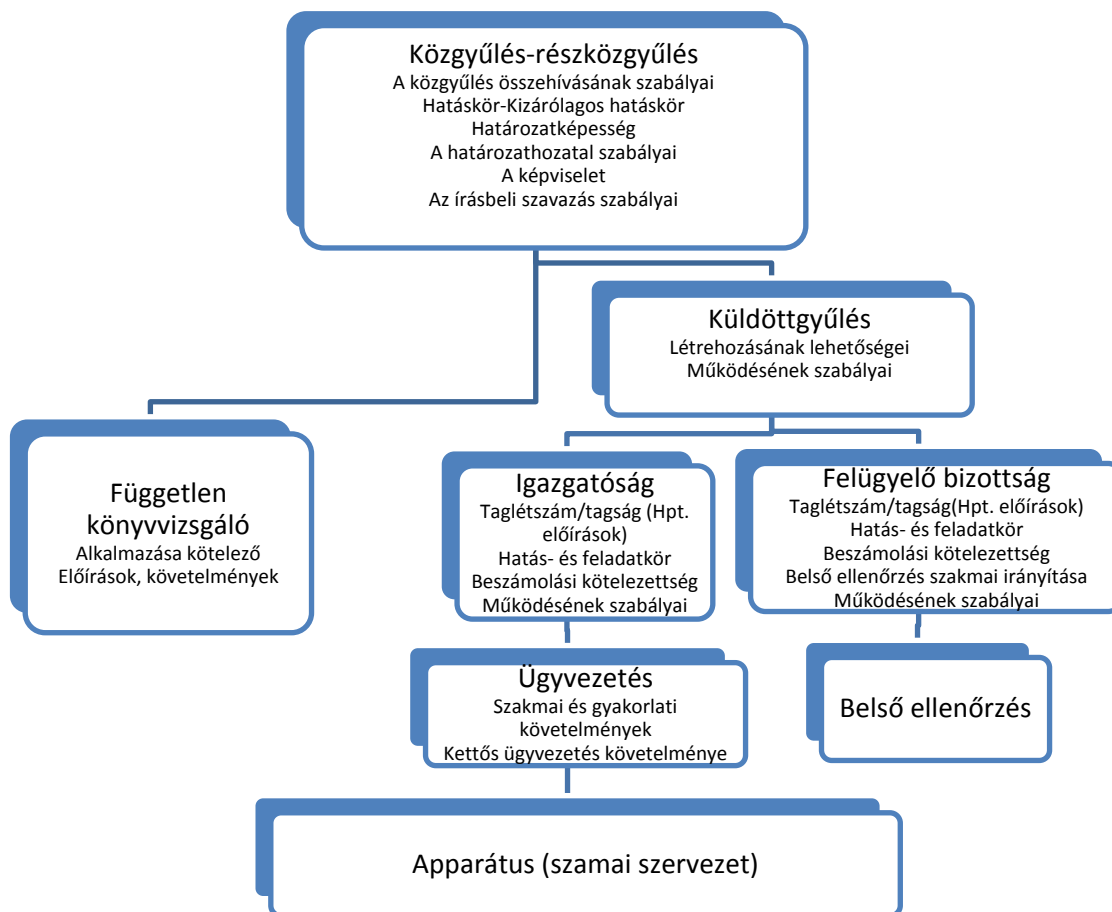 Közgyűlés-részközgyűlés
A közgyűlés összehívásának szabályai
Hatáskör-Kizárólagos hatáskör
Határozatképesség
A határozathozatal szabályai
A képviselet
Az írásbeli szavazás szabályai
Küldöttgyűlés
Létrehozásának lehetőségei
Működésének szabályai
Független
könyvvizsgáló
Alkalmazása kötelező
Előírások, követelmények
Igazgatóság
Taglétszám/tagság (Hpt.
előírások)
Hatás- és feladatkör
Beszámolási kötelezettség
Működésének szabályai
Felügyelő bizottság
Taglétszám/tagság(Hpt. előírások)
Hatás- és feladatkör
Beszámolási kötelezettség
Belső ellenőrzés szakmai irányítása
Működésének szabályai
Ügyvezetés
Szakmai és gyakorlati
követelmények
Kettős ügyvezetés követelménye
Belső ellenőrzés
Apparátus (szamai szervezet)